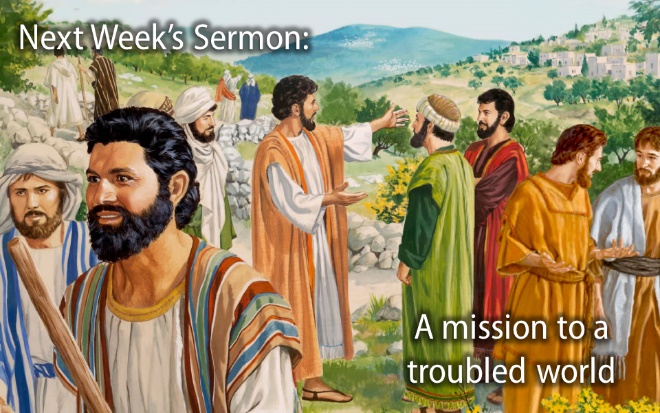 Next Week's Sermon:
A mission to a
troubled world